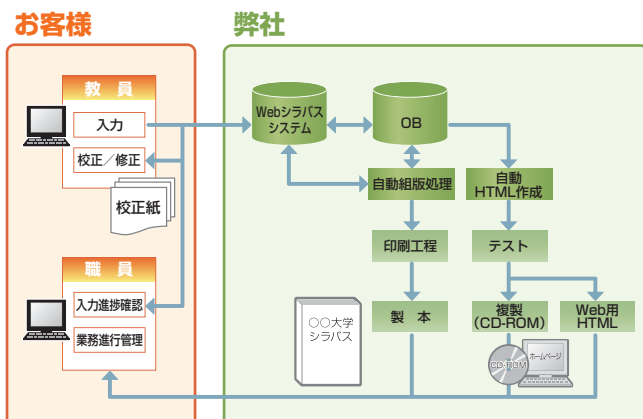 お客様
弊社
教 員
入力
校正／修正
校正紙
職 員
入力進捗確認
業務進行管理
Webシラバス
システム
OB
自動組版処理
自動
HTML作成
印刷工程
テスト
○○大学
シラバス
製 本
複製
(CD-ROM)
Web用
HTML
CD-ROM
ホームページ